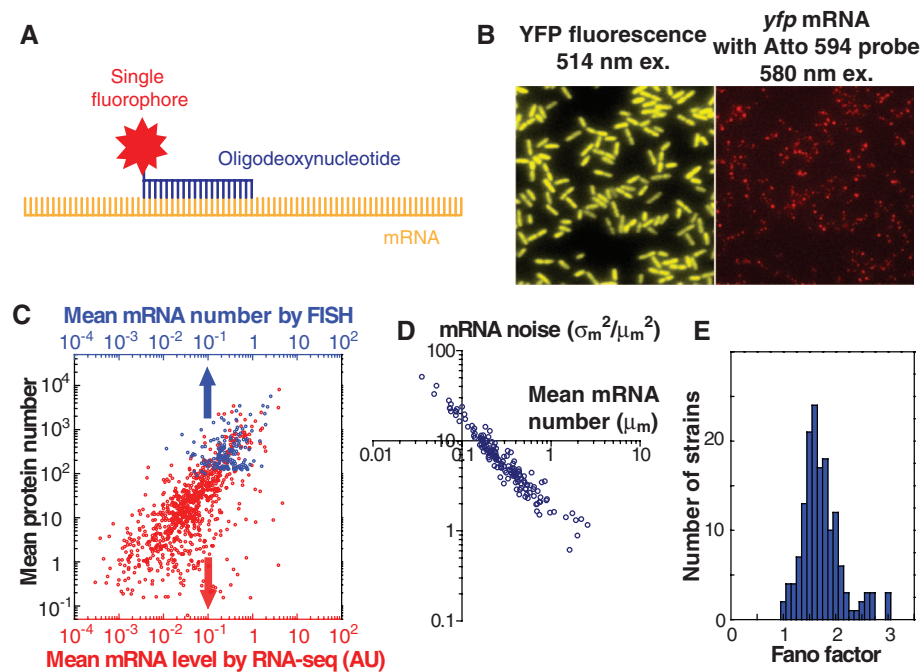 A
Single
fluorophore
Oligodeoxynucleotide
mRNA
B
YFP fluorescence
514 nm ex.
yfp mRNA
with Atto 594 probe
580 nm ex.
C
Mean mRNA number by FISH
10⁻⁴ 10⁻³ 10⁻² 10⁻¹ 1 10 10²
Mean protein number
10⁴
10³
10²
10
1
10⁻¹
10⁻⁴ 10⁻³ 10⁻² 10⁻¹ 1 10 10²
Mean mRNA level by RNA-seq (AU)
D
mRNA noise (σₘ²/μₘ²)
100
Mean mRNA
number (μₘ)
10
0.01 0.1 1 10
1
0.1
E
Number of strains
20
10
0
0 1 2 3
Fano factor